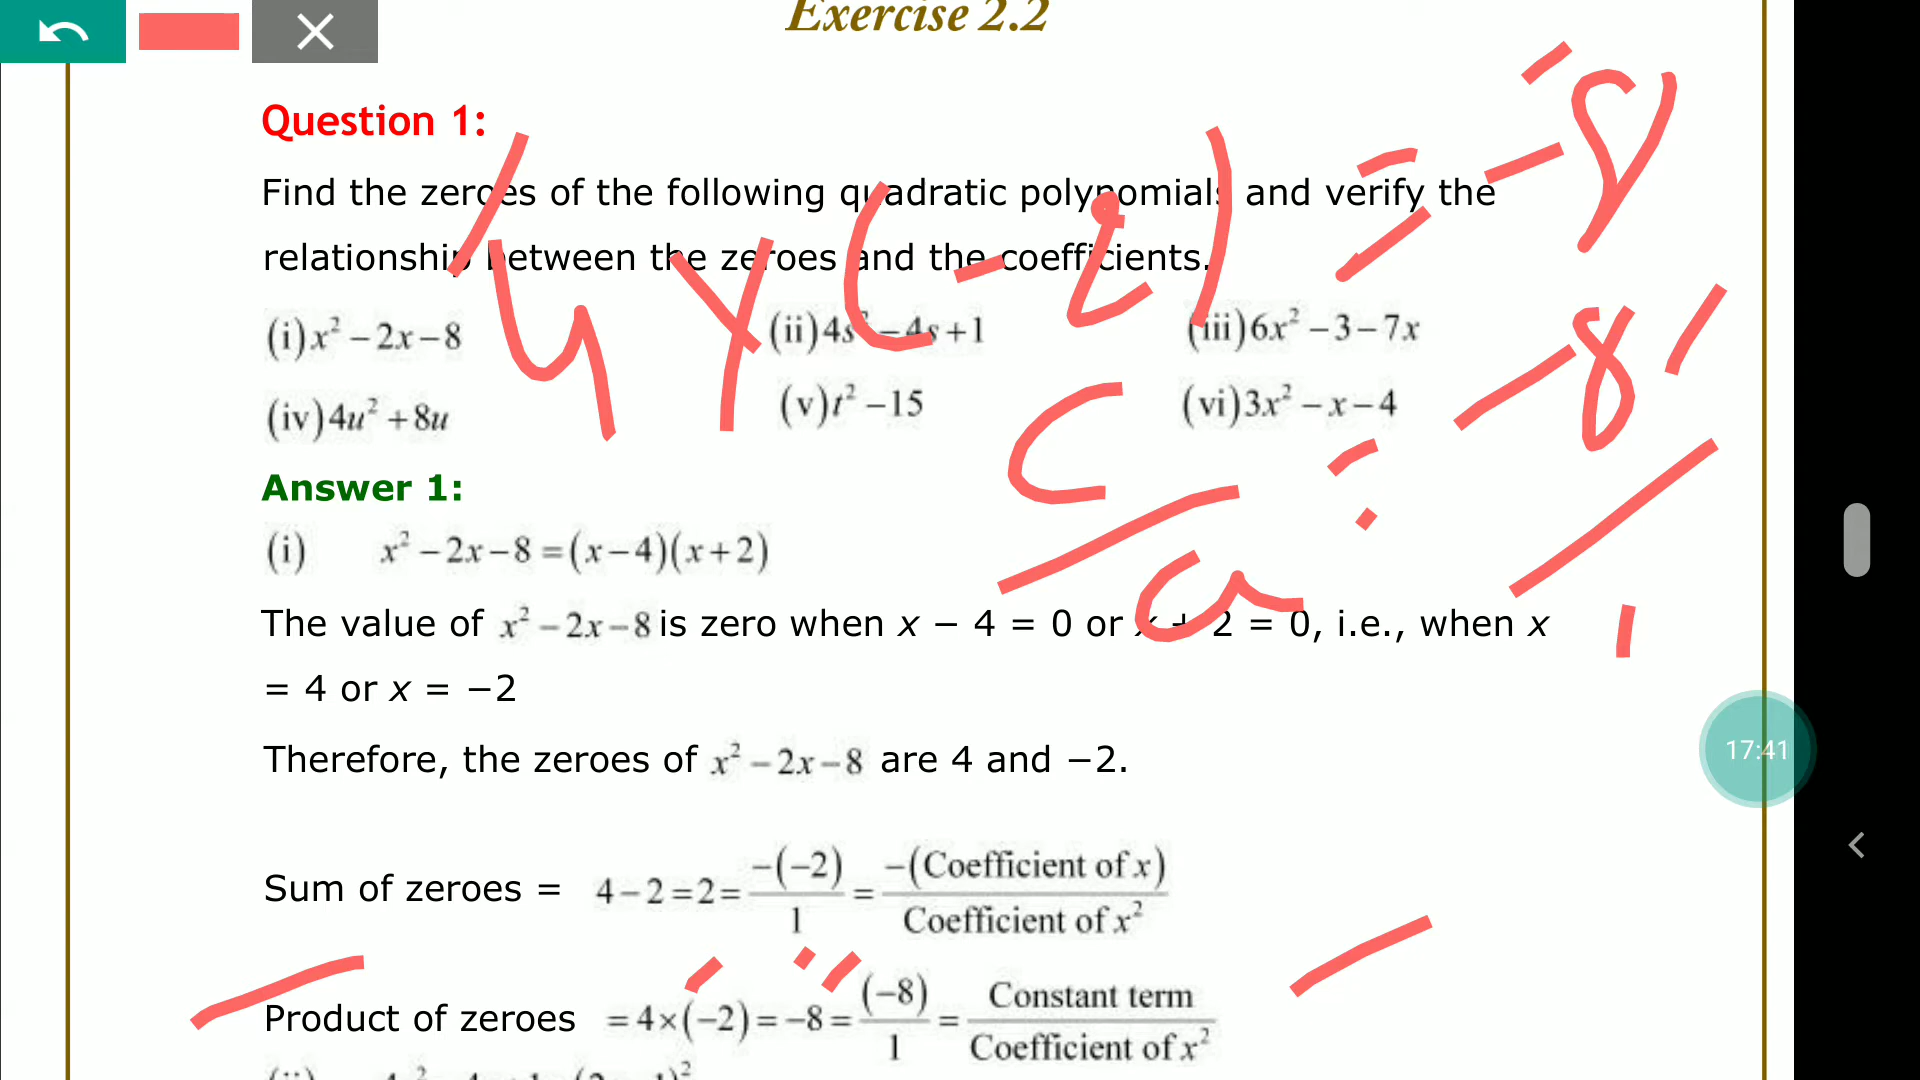 Exercise 2.2
Question 1:
Find the zeroes of the following quadratic polynomials and verify the
relationship between the zeroes and the coefficients.
(i) x² − 2x − 8 (ii) 4s² − 4s + 1 (iii) 6x² − 3 − 7x
(iv) 4u² + 8u (v) t² − 15 (vi) 3x² − x − 4
4 × (−2) = −8
c/a = −8/1
Answer 1:
(i) x² − 2x − 8 = (x − 4)(x + 2)
The value of x² − 2x − 8 is zero when x − 4 = 0 or x + 2 = 0, i.e., when x
= 4 or x = −2
Therefore, the zeroes of x² − 2x − 8 are 4 and −2.
17:41
Sum of zeroes = 4 − 2 = 2 = −(−2)/1 = −(Coefficient of x)/Coefficient of x²
Product of zeroes = 4 × (−2) = −8 = (−8)/1 = Constant term/Coefficient of x²